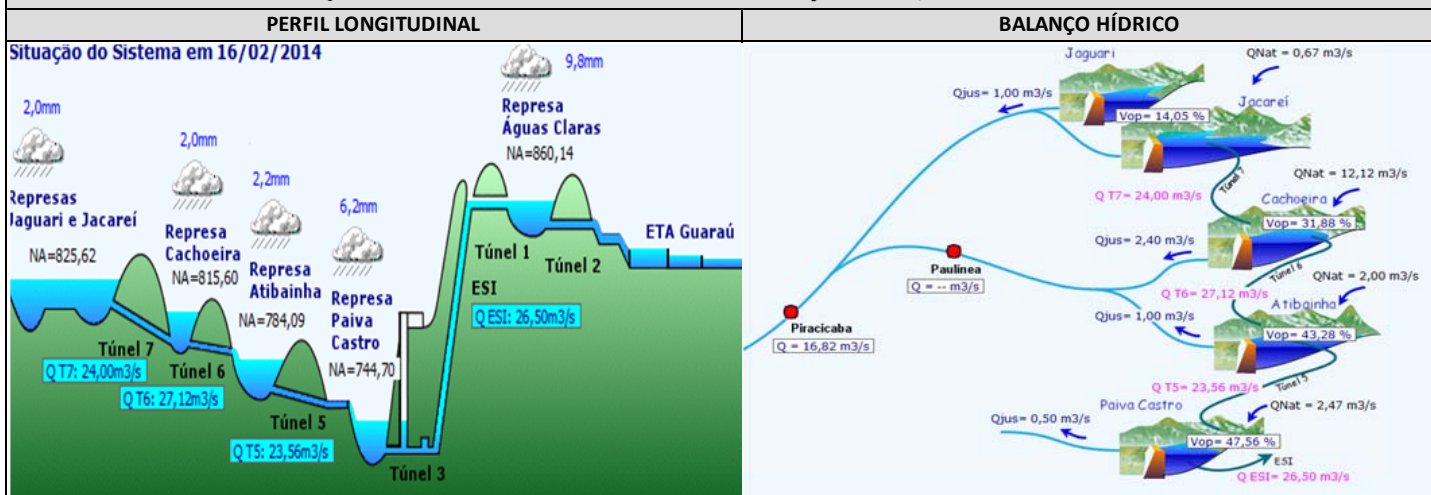 PERFIL LONGITUDINAL
BALANÇO HÍDRICO
Situação do Sistema em 16/02/2014
9,8mm
Represa
Águas Claras
NA=860,14
2,0mm
2,0mm
2,2mm
6,2mm
Represas
Jaguari e Jacareí
NA=825,62
Represa
Cachoeira
NA=815,60
Represa
Atibainha
NA=784,09
Represa
Paiva
Castro
NA=744,70
ETA Guaraú
Túnel 1
Túnel 2
ESI
Q ESI: 26,50m3/s
Túnel 7
Q T7: 24,00m3/s
Túnel 6
Q T6: 27,12m3/s
Túnel 5
Q T5: 23,56m3/s
Túnel 3
Jaguari
QNat = 0,67 m3/s
Qjus= 1,00 m3/s
Jacareí
Vop= 14,05 %
Túnel 7
Q T7= 24,00 m3/s
QNat = 12,12 m3/s
Cachoeira
Vop= 31,88 %
Qjus= 2,40 m3/s
Paulínea
Q = -- m3/s
Túnel 6
Q T6= 27,12 m3/s
QNat = 2,00 m3/s
Atibainha
Qjus= 1,00 m3/s
Vop= 43,28 %
Piracicaba
Q = 16,82 m3/s
Túnel 5
Q T5= 23,56 m3/s
Paiva Castro
QNat = 2,47 m3/s
Qjus= 0,50 m3/s
Vop= 47,56 %
ESI
Q ESI= 26,50 m3/s